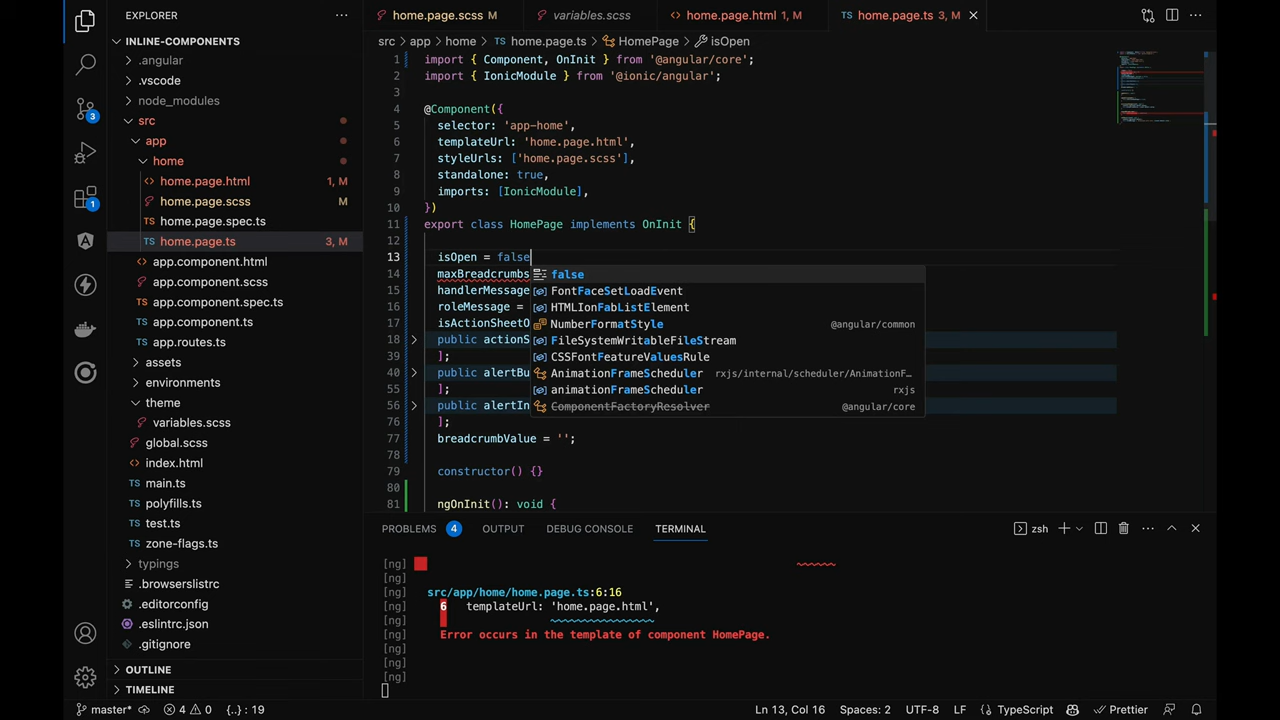 EXPLORER
home.page.scss M
variables.scss
home.page.html 1, M
home.page.ts 3, M
INLINE-COMPONENTS
.angular
.vscode
node_modules
src
app
home
home.page.html 1, M
home.page.scss M
home.page.spec.ts
home.page.ts 3, M
app.component.html
app.component.scss
app.component.spec.ts
app.component.ts
app.routes.ts
assets
environments
theme
variables.scss
global.scss
index.html
main.ts
polyfills.ts
test.ts
zone-flags.ts
typings
.browserslistrc
.editorconfig
.eslintrc.json
.gitignore
OUTLINE
TIMELINE
3
1
src > app > home > TS home.page.ts > HomePage > isOpen
1 import { Component, OnInit } from '@angular/core';
2 import { IonicModule } from '@ionic/angular';
3
4 @Component({
5 selector: 'app-home',
6 templateUrl: 'home.page.html',
7 styleUrls: ['home.page.scss'],
8 standalone: true,
9 imports: [IonicModule],
10 })
11 export class HomePage implements OnInit {
12
13 isOpen = false
14 maxBreadcrumbs
15 handlerMessage
16 roleMessage =
17 isActionSheetO
18 public actionS
39 ];
40 public alertBu
55 ];
56 public alertIn
76 ];
77 breadcrumbValue = '';
78
79 constructor() {}
80
81 ngOnInit(): void {
false
FontFaceSetLoadEvent
HTMLIonFabListElement
NumberFormatStyle @angular/common
FileSystemWritableFileStream
CSSFontFeatureValuesRule
AnimationFrameScheduler rxjs/internal/scheduler/AnimationF…
animationFrameScheduler rxjs
ComponentFactoryResolver @angular/core
PROBLEMS 4 OUTPUT DEBUG CONSOLE TERMINAL
zsh
[ng]
[ng]
[ng] src/app/home/home.page.ts:6:16
[ng] 6 templateUrl: 'home.page.html',
[ng]
[ng] Error occurs in the template of component HomePage.
[ng]
[ng]
[ng]
master* 4 0 {..} : 19
Ln 13, Col 16 Spaces: 2 UTF-8 LF {} TypeScript Prettier